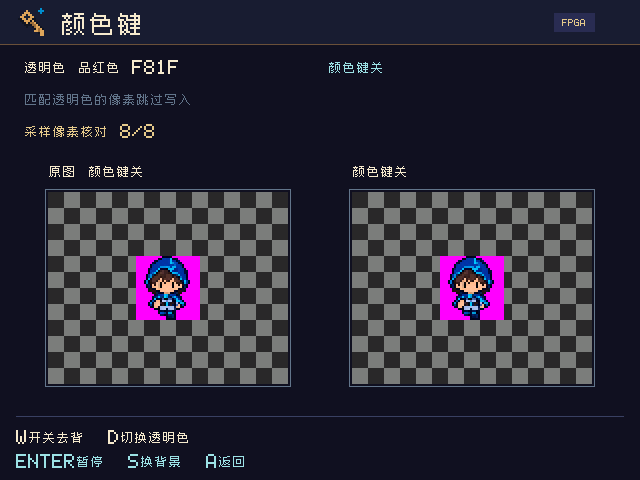 颜色键 FPGA
透明色 品红色 F81F 颜色键关
匹配透明色的像素跳过写入
采样像素核对 8/8
原图 颜色键关 颜色键关
W开关去背 D切换透明色
ENTER暂停 S换背景 A返回